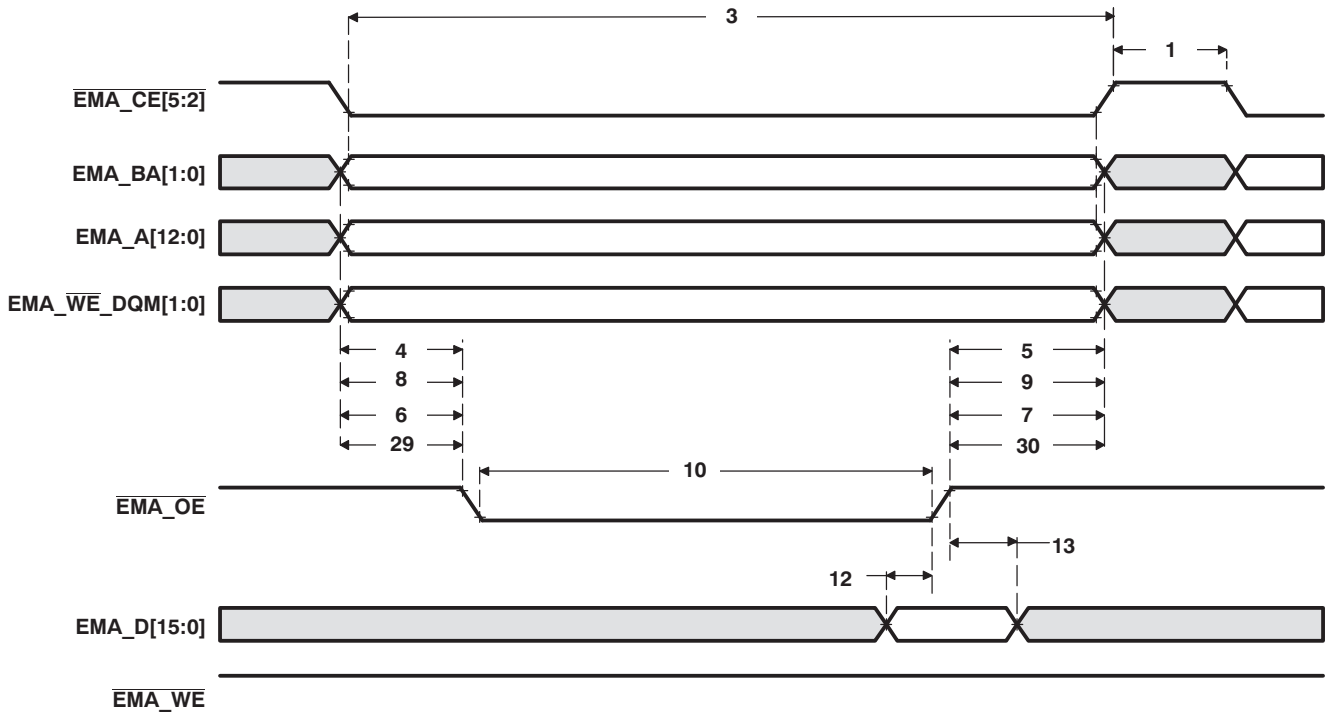 3
1
EMA_CE[5:2]
EMA_BA[1:0]
EMA_A[12:0]
EMA_WE_DQM[1:0]
4 5
8 9
6 7
29 30
10
EMA_OE
13
12
EMA_D[15:0]
EMA_WE